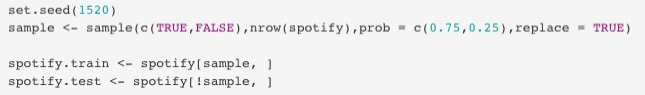 set.seed(1520)
sample <- sample(c(TRUE,FALSE),nrow(spotify),prob = c(0.75,0.25),replace = TRUE)
spotify.train <- spotify[sample, ]
spotify.test <- spotify[!sample, ]